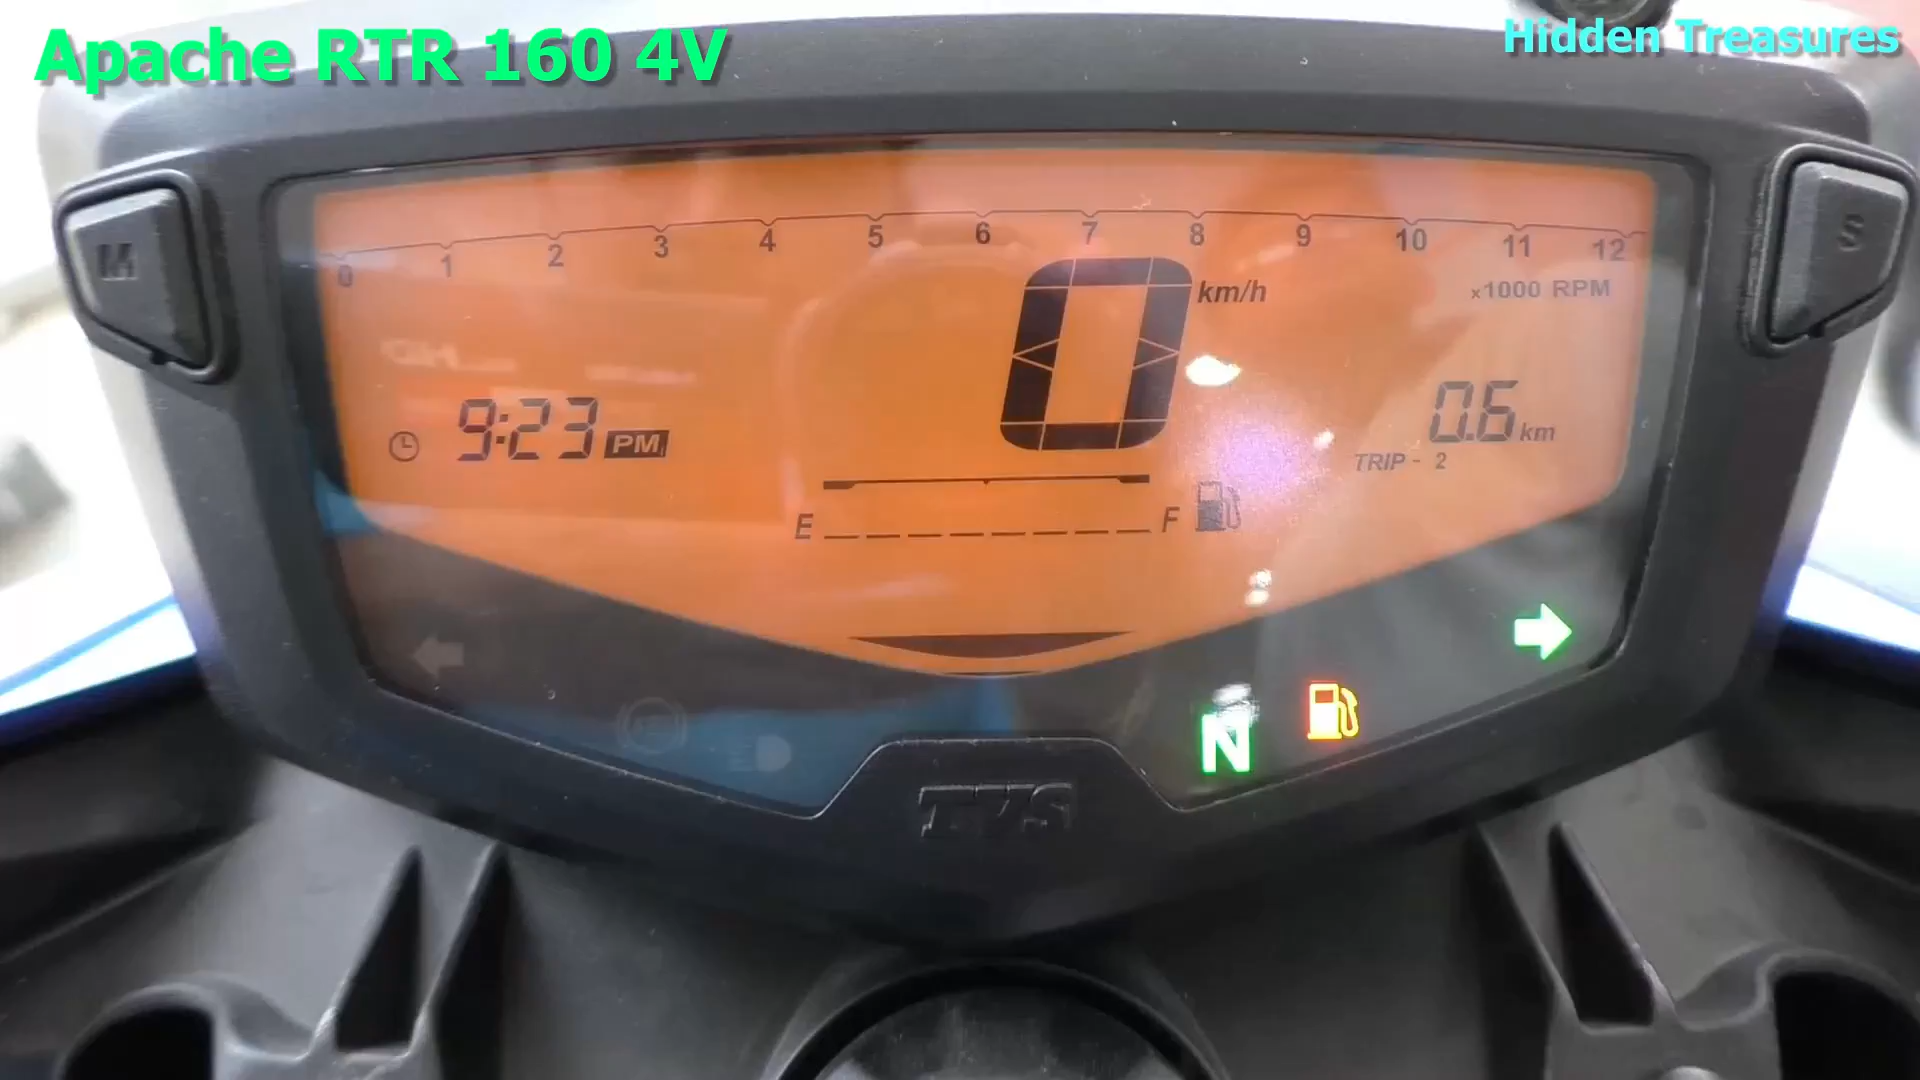 Apache RTR 160 4V
Hidden Treasures
M
S
0 1 2 3 4 5 6 7 8 9 10 11 12
x1000 RPM
0 km/h
9:23 PM
0.6 km
TRIP - 2
E F
N
TVS